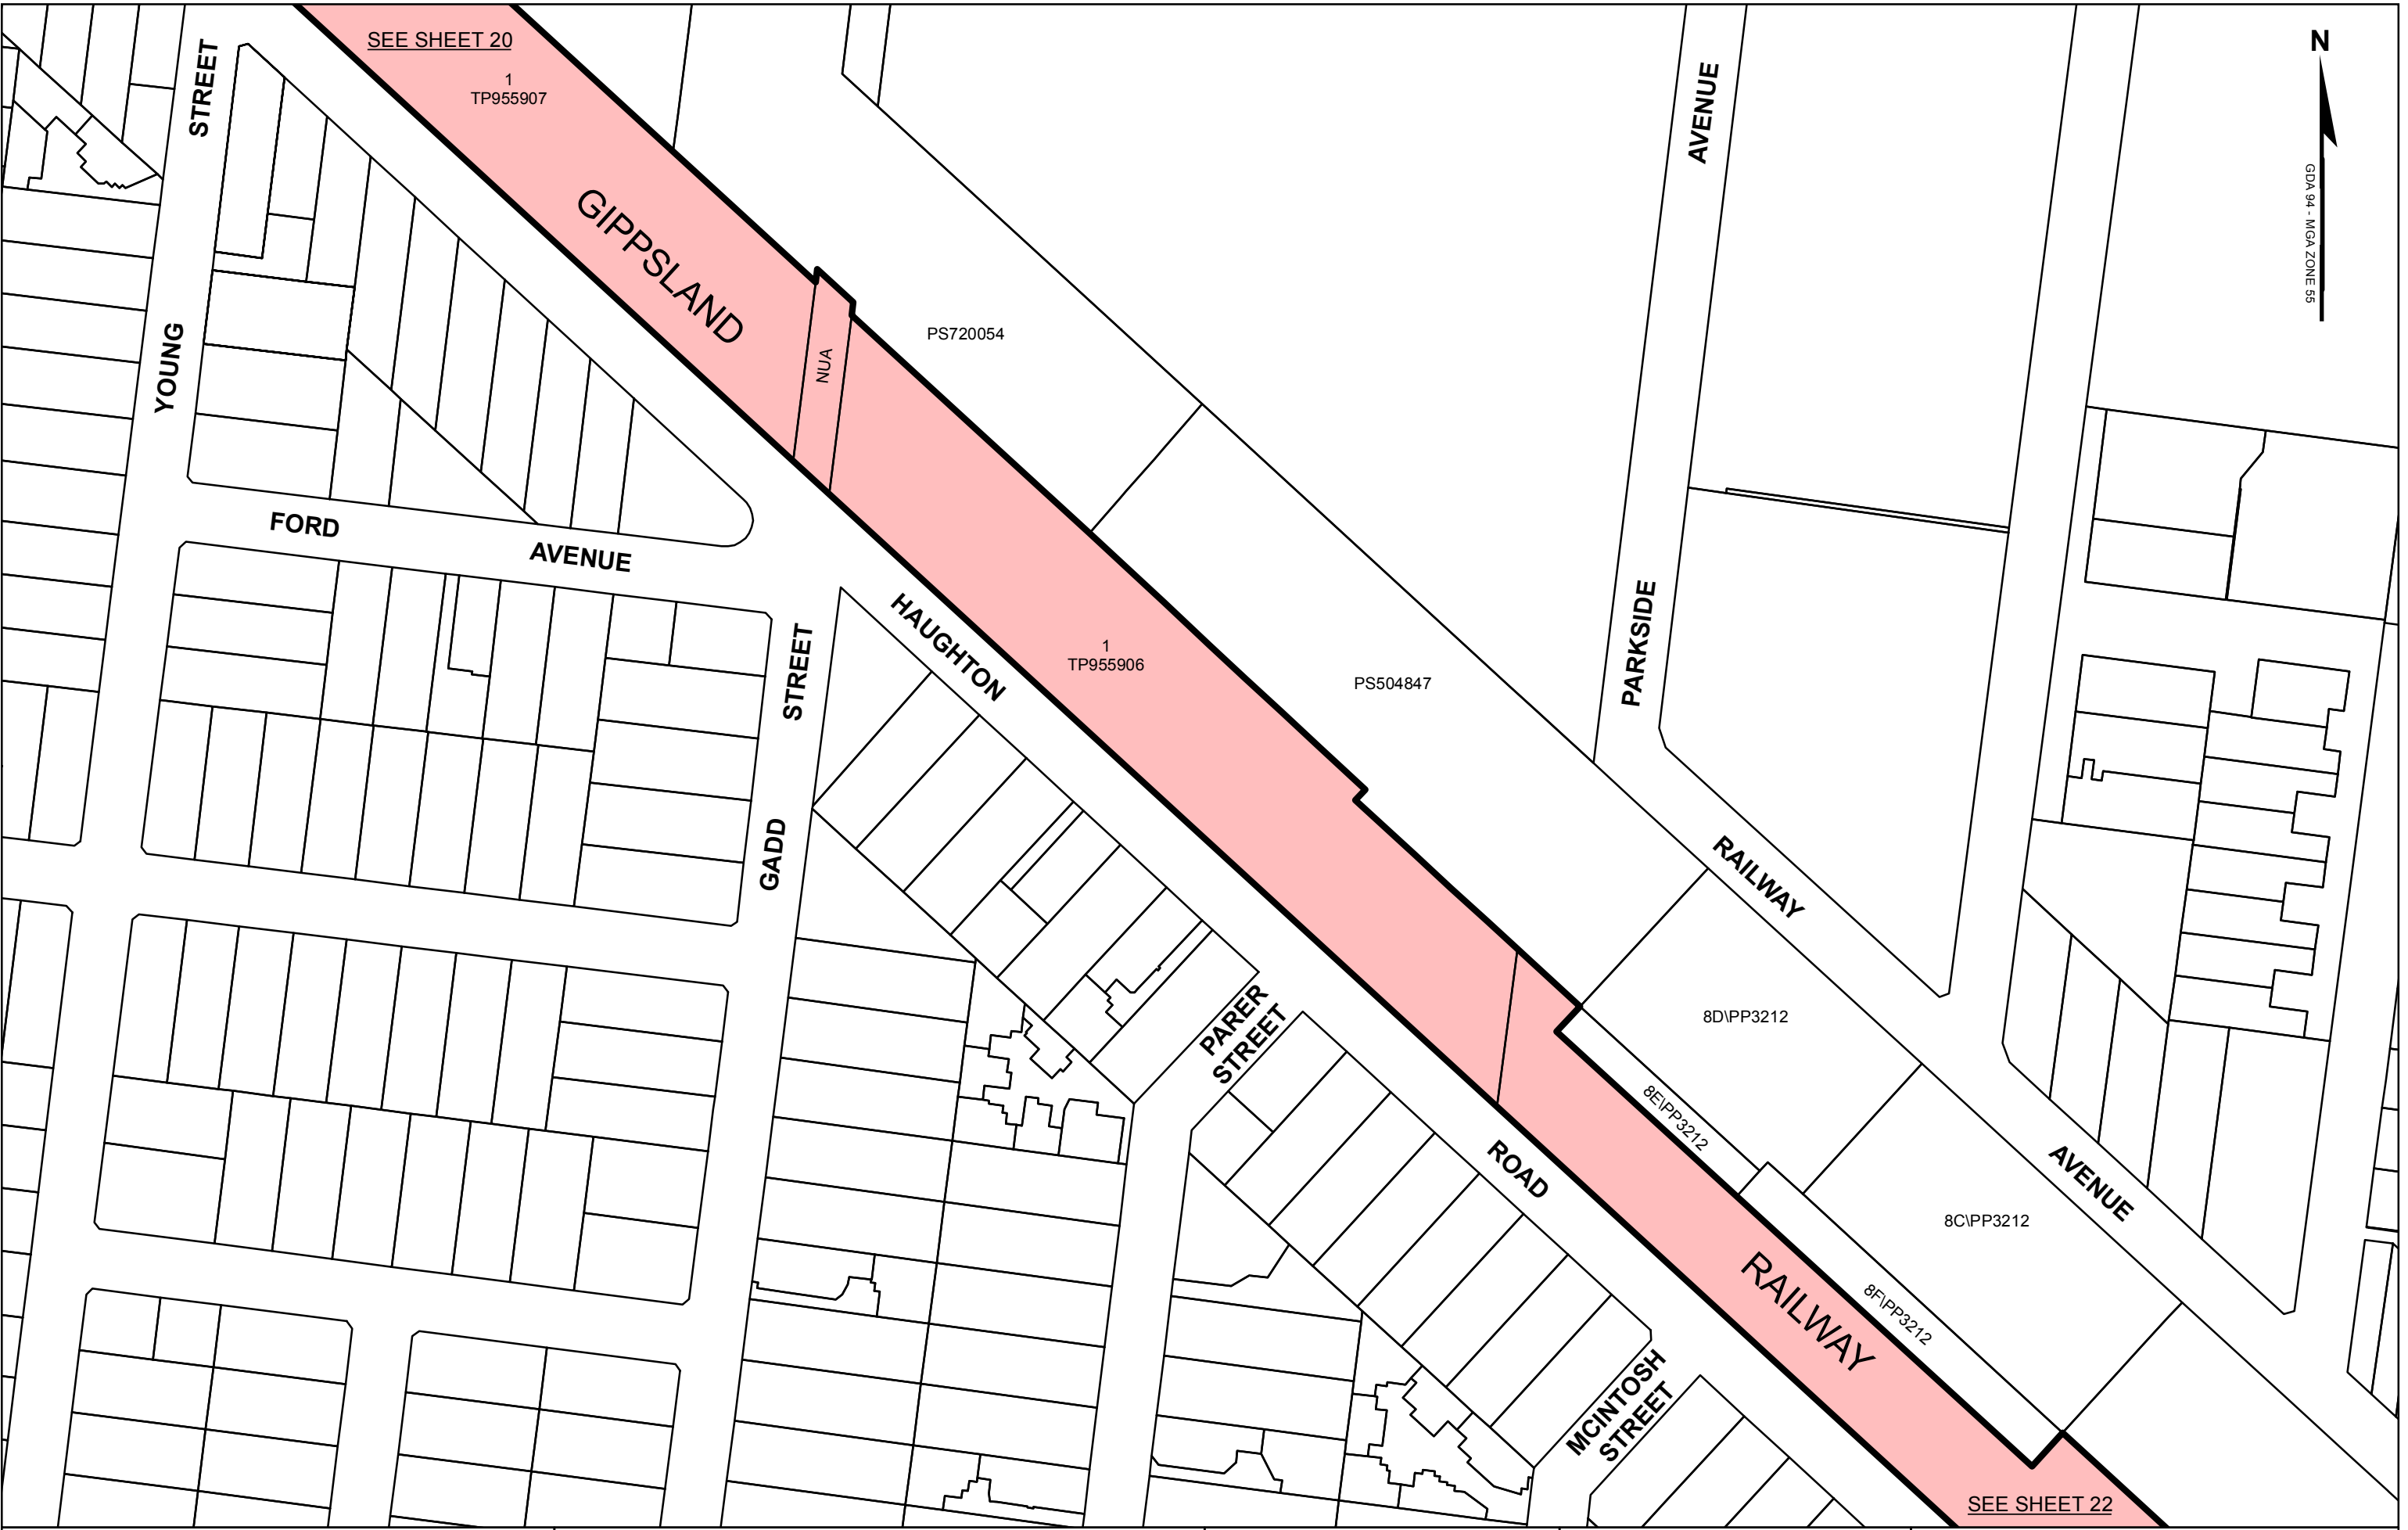 SEE SHEET 20
1
TP955907
STREET
YOUNG
GIPPSLAND
NUA
PS720054
AVENUE
PARKSIDE
N
GDA 94 - MGA ZONE 55
FORD
AVENUE
HAUGHTON
STREET
GADD
1
TP955906
PS504847
RAILWAY
PARER
STREET
8D\PP3212
8E\PP3212
ROAD
AVENUE
8C\PP3212
RAILWAY
8F\PP3212
MCINTOSH
STREET
SEE SHEET 22